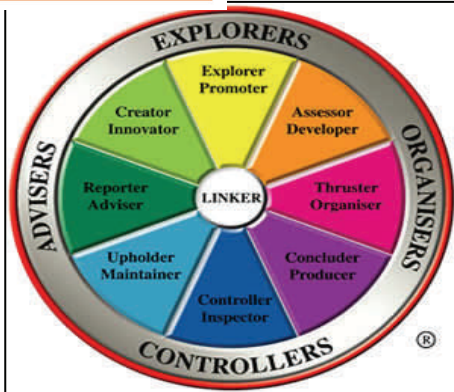 EXPLORERS
Explorer
Promoter
Creator
Innovator
Assessor
Developer
ADVISERS
ORGANISERS
Reporter
Adviser
LINKER
Thruster
Organiser
Upholder
Maintainer
Concluder
Producer
Controller
Inspector
CONTROLLERS
®